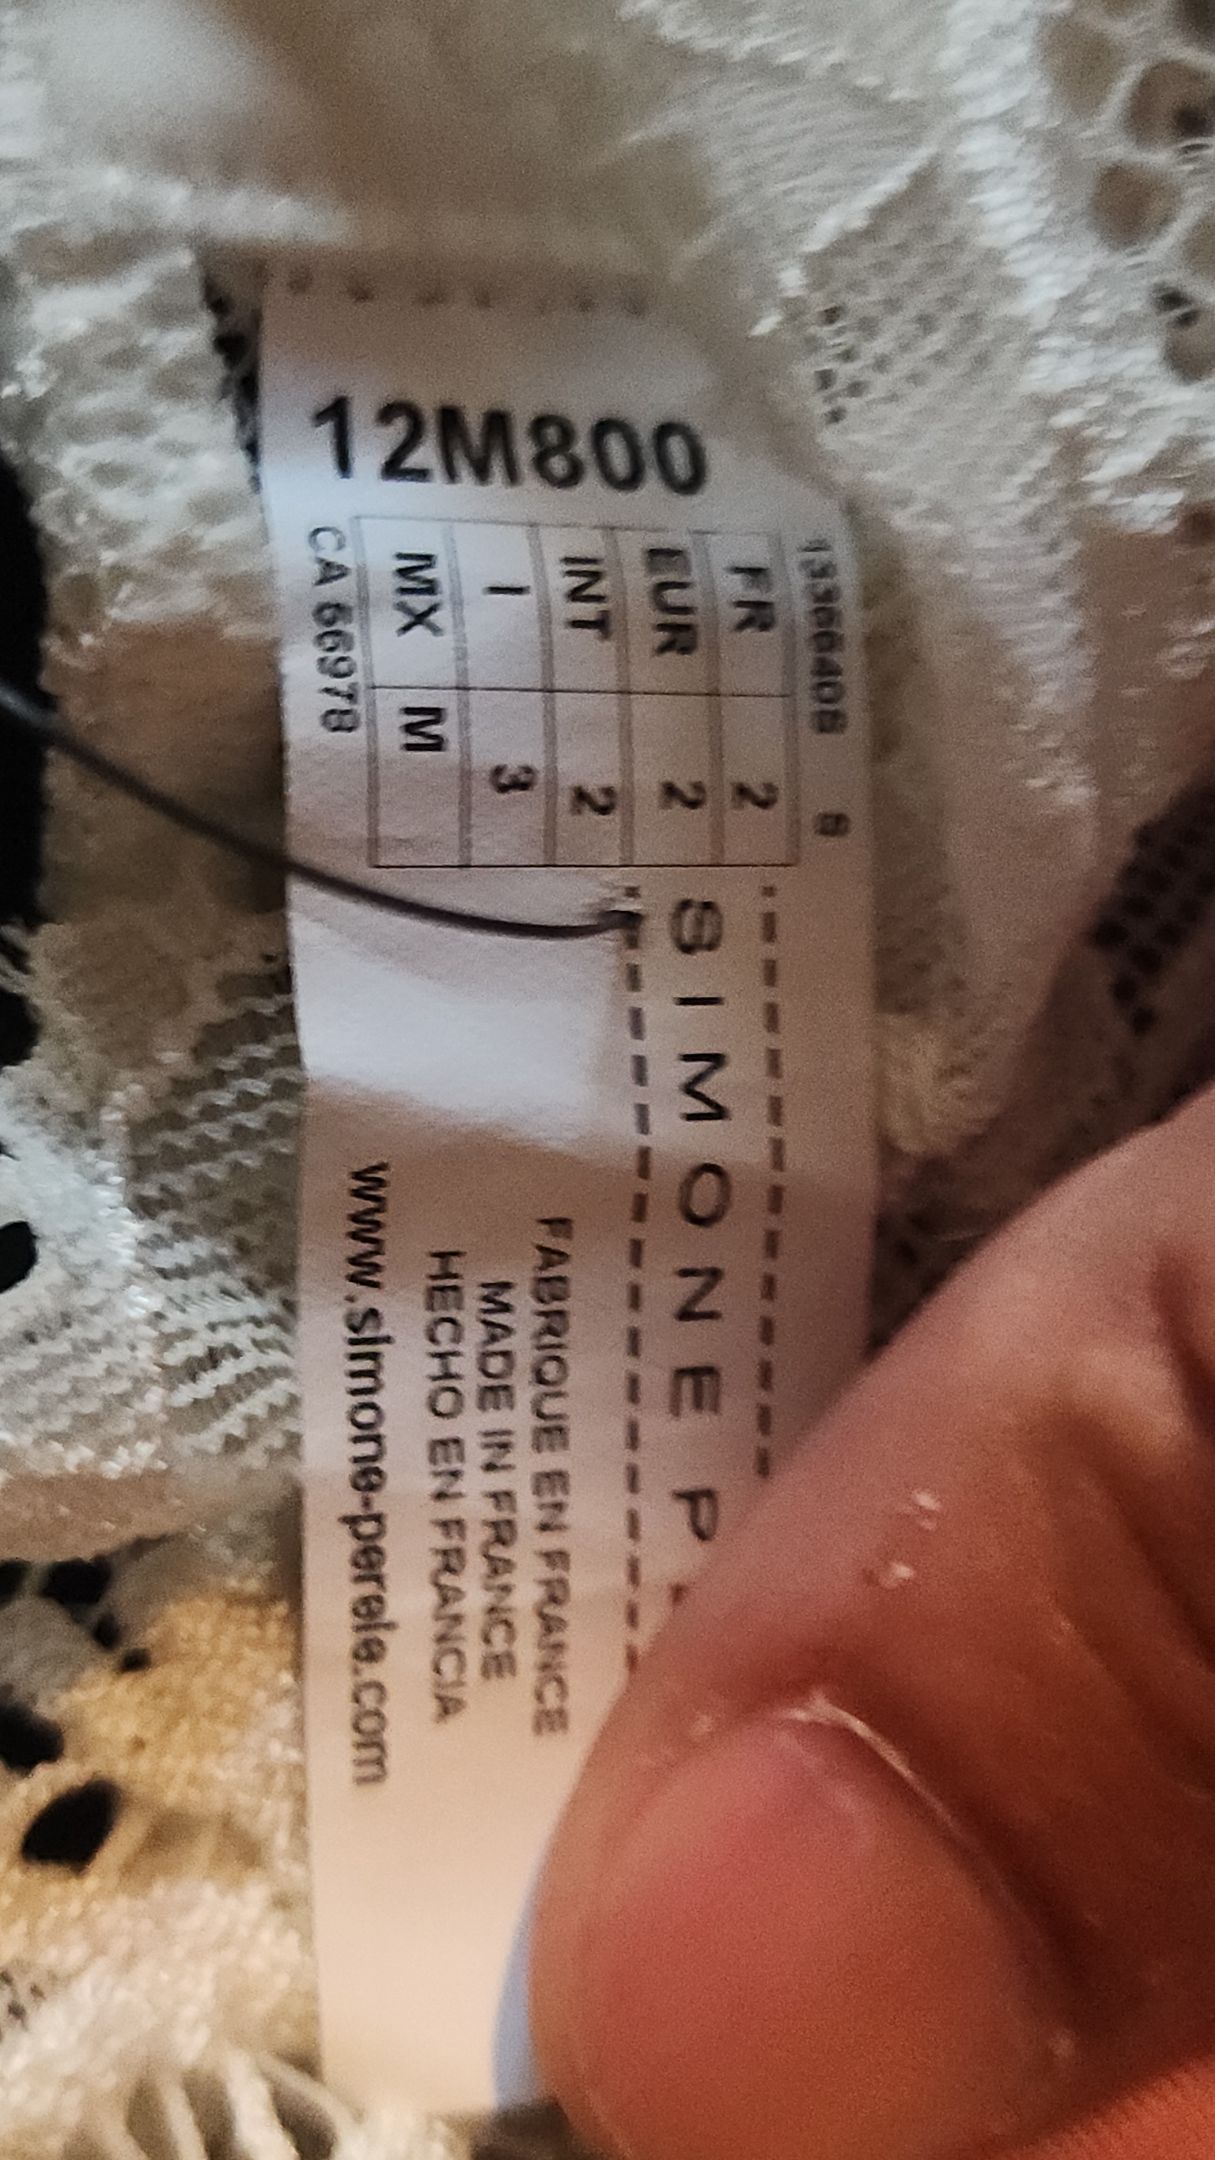 12M800
1336640B 8
FR 2
EUR 2
INT 2
I 3
MX M
CA 56978
SIMONE P
FABRIQUE EN FRANCE
MADE IN FRANCE
HECHO EN FRANCIA
www.simone-perele.com